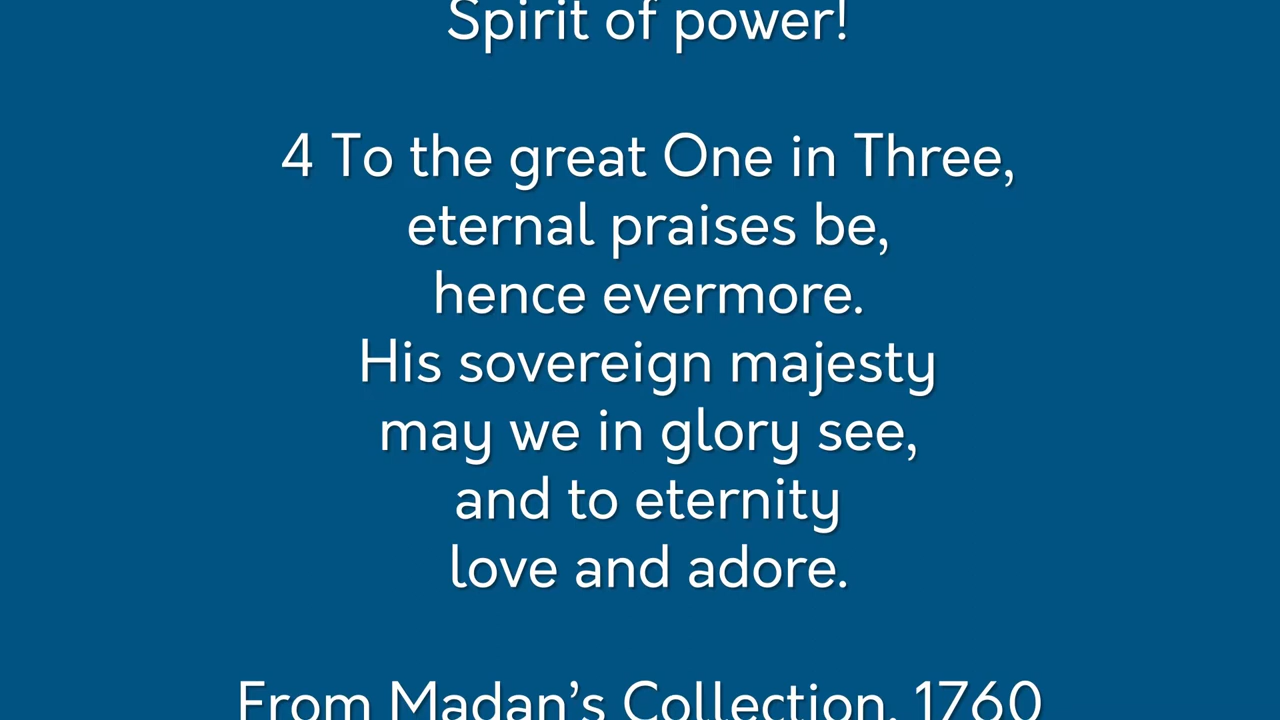 Spirit of power!
4 To the great One in Three,
eternal praises be,
hence evermore.
His sovereign majesty
may we in glory see,
and to eternity
love and adore.
From Madan’s Collection, 1760